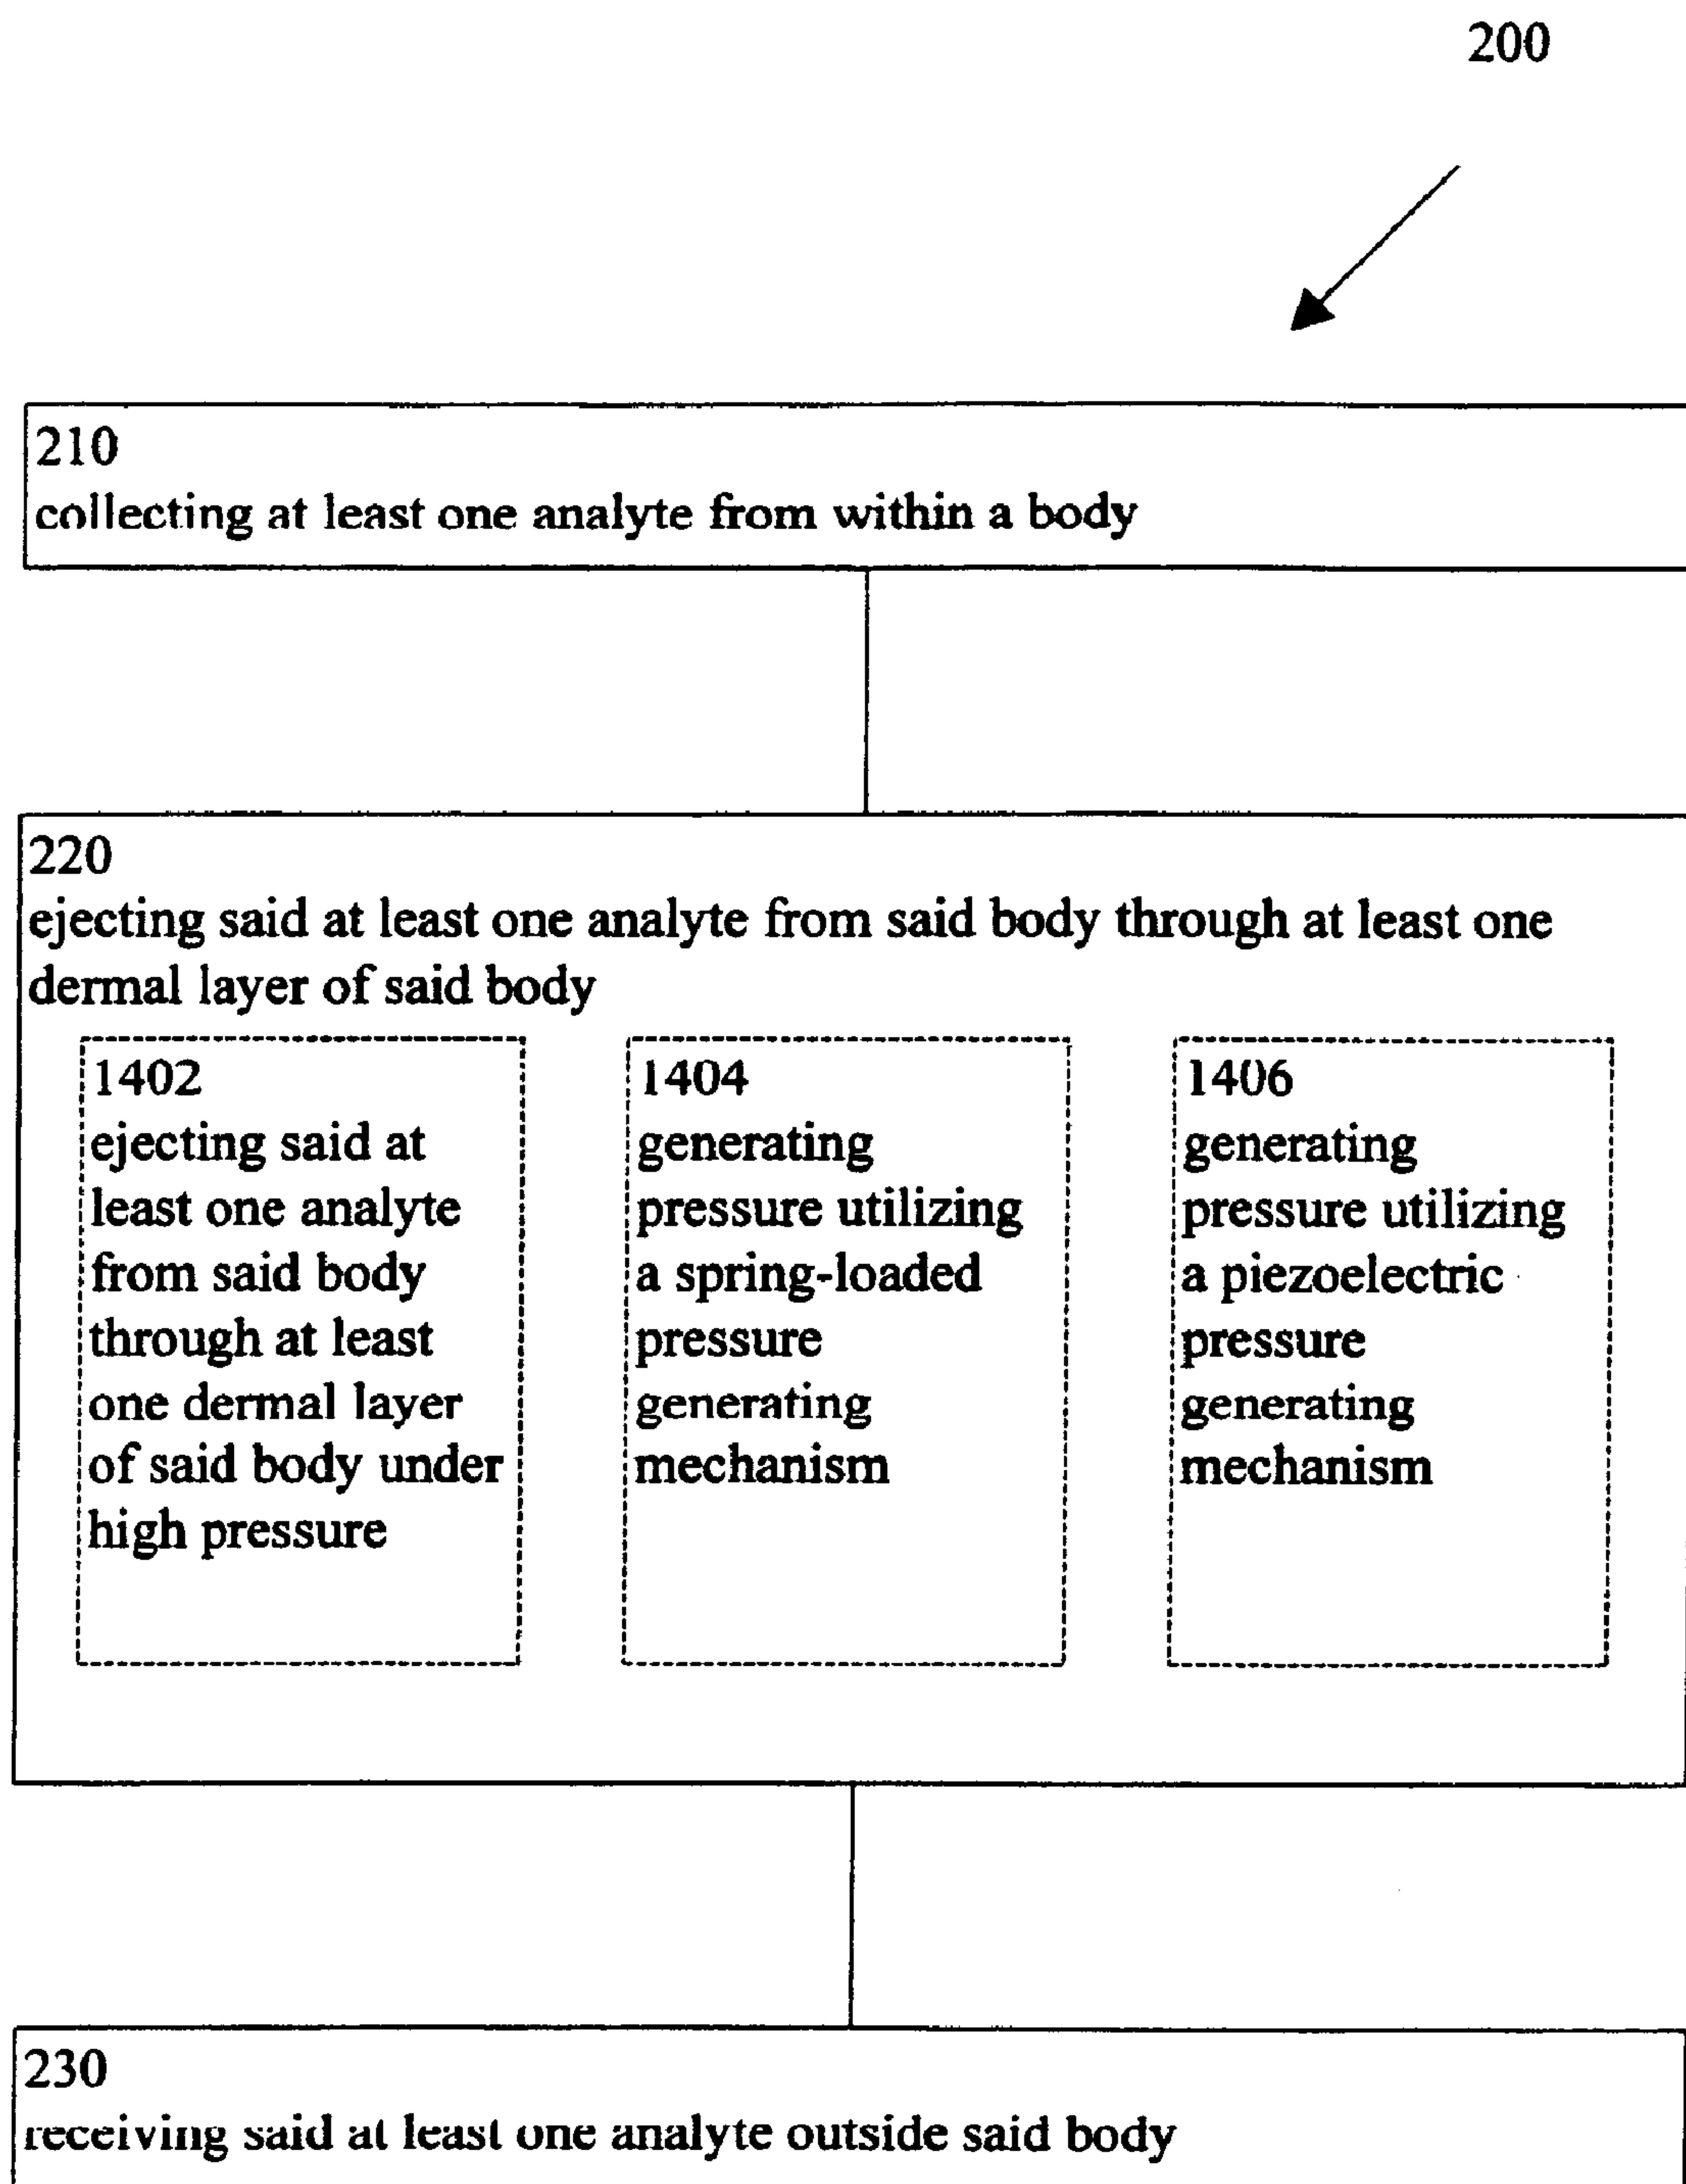 200
210
collecting at least one analyte from within a body
220
ejecting said at least one analyte from said body through at least one
dermal layer of said body
1402
ejecting said at
least one analyte
from said body
through at least
one dermal layer
of said body under
high pressure
1404
generating
pressure utilizing
a spring-loaded
pressure
generating
mechanism
1406
generating
pressure utilizing
a piezoelectric
pressure
generating
mechanism
230
receiving said at least one analyte outside said body